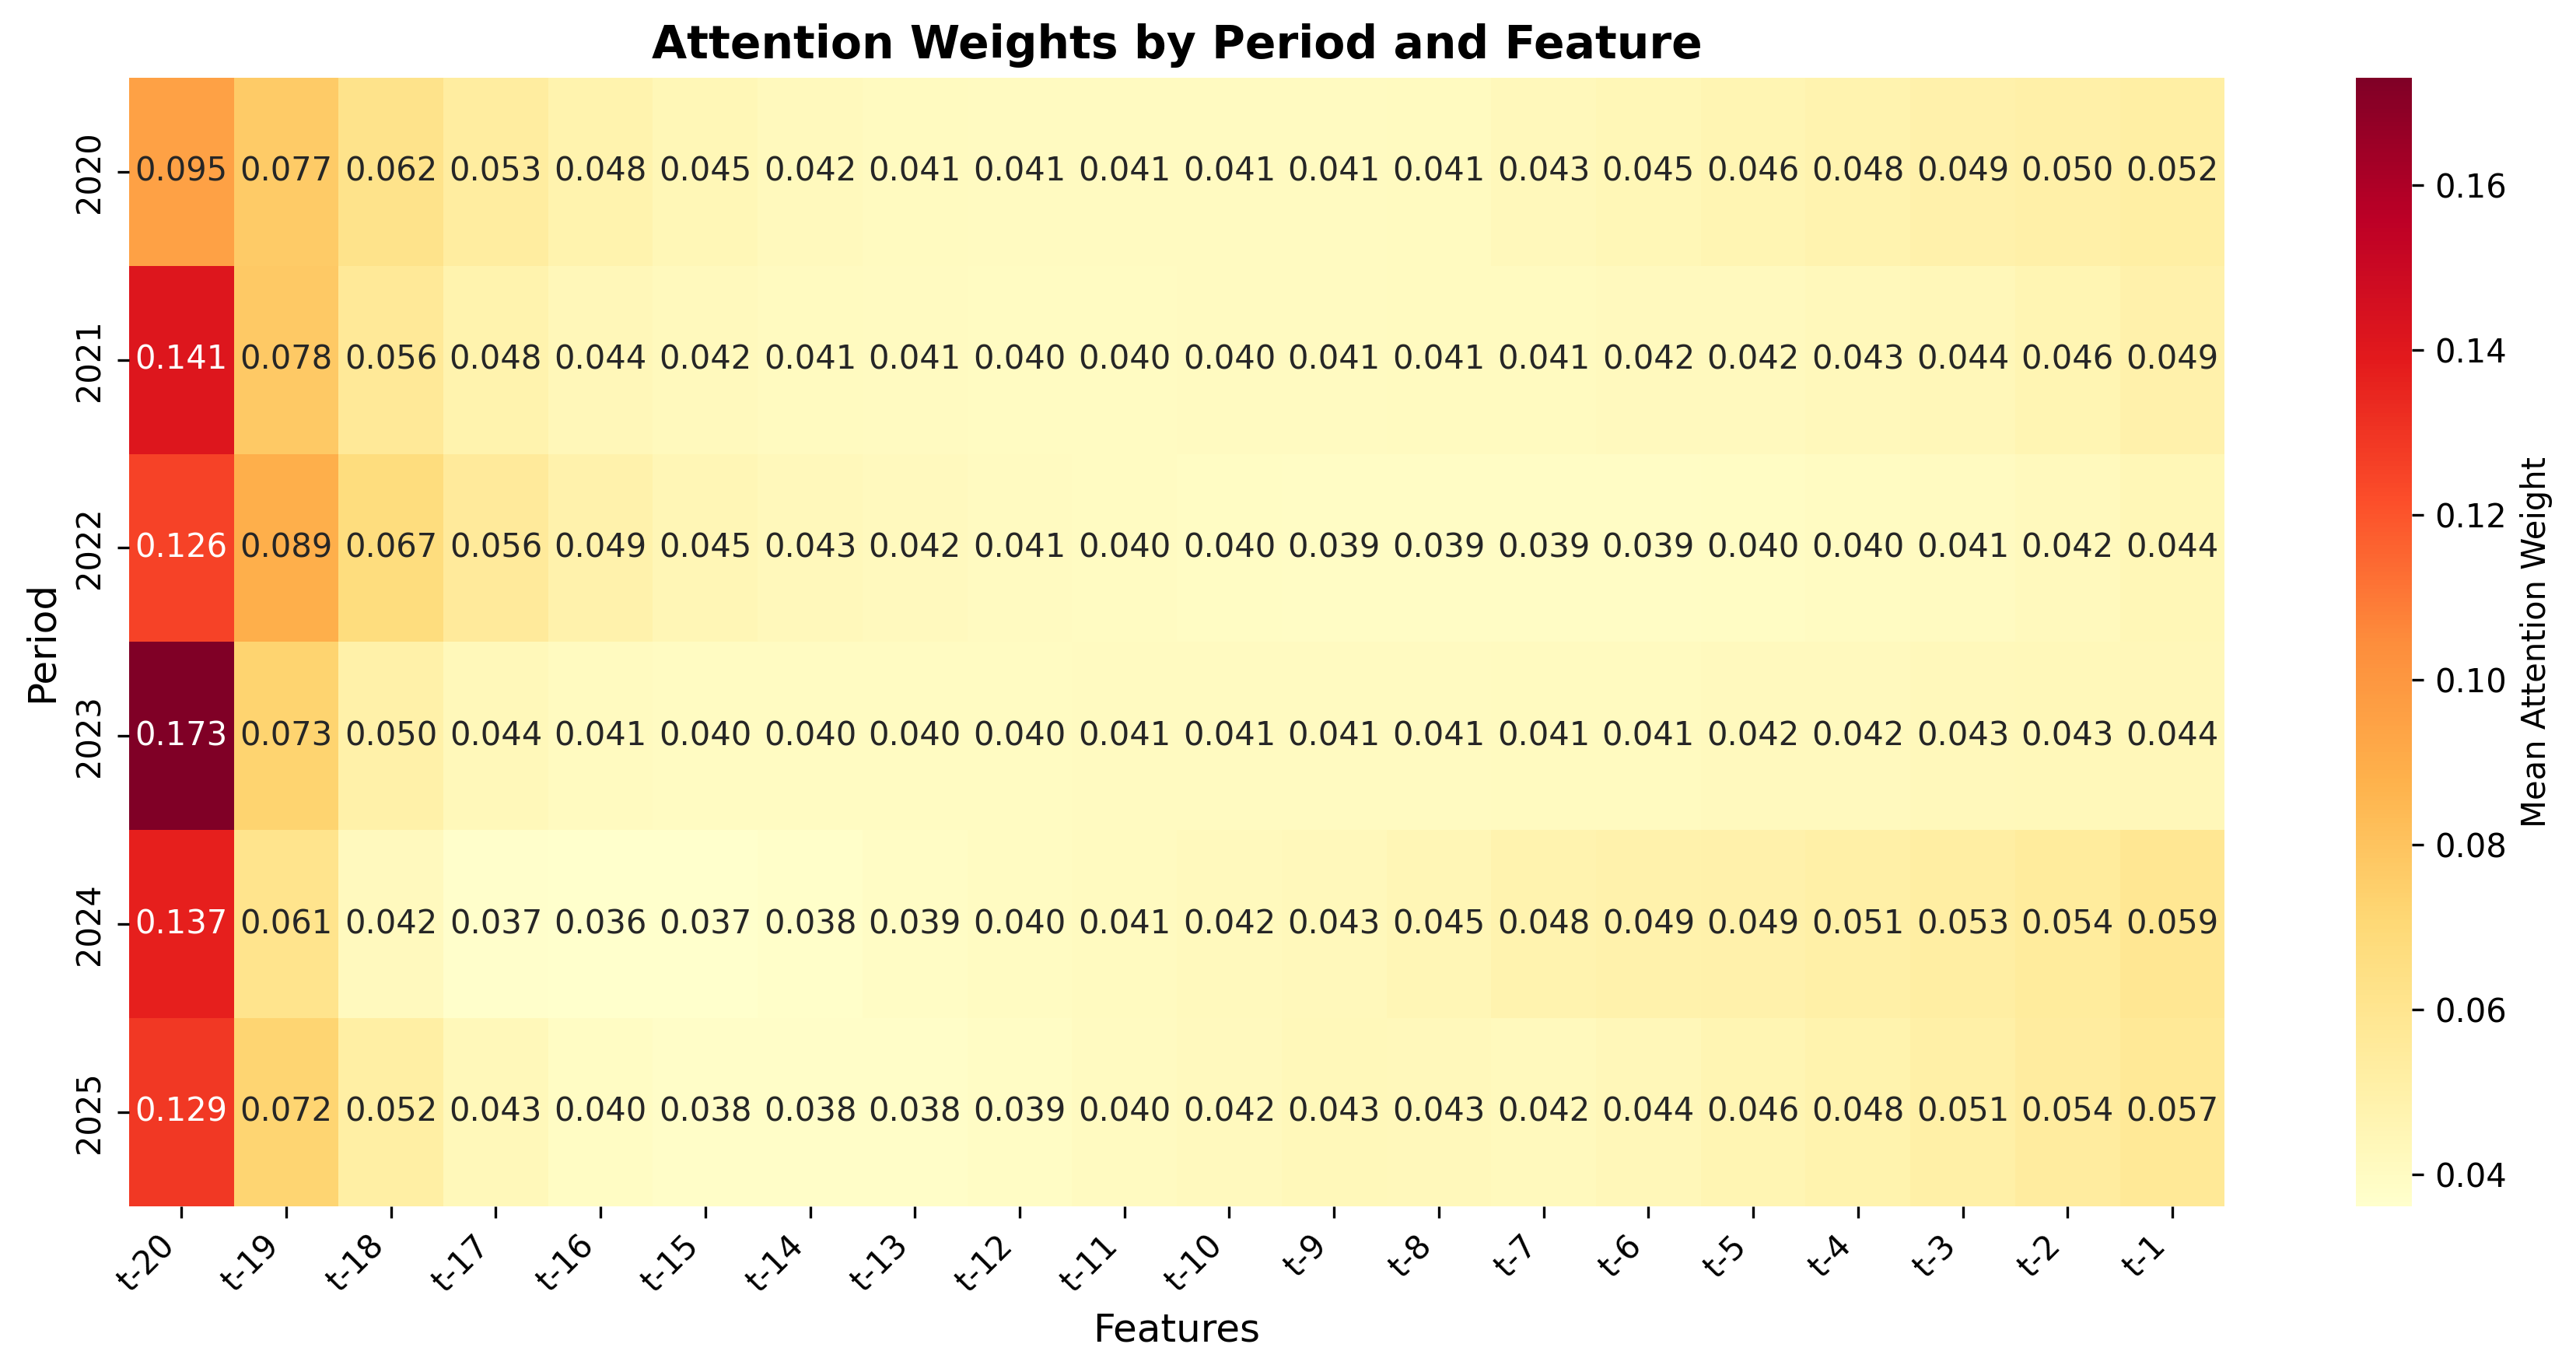 Attention Weights by Period and Feature
2020 0.095 0.077 0.062 0.053 0.048 0.045 0.042 0.041 0.041 0.041 0.041 0.041 0.041 0.043 0.045 0.046 0.048 0.049 0.050 0.052
2021 0.141 0.078 0.056 0.048 0.044 0.042 0.041 0.041 0.040 0.040 0.040 0.041 0.041 0.041 0.042 0.042 0.043 0.044 0.046 0.049
2022 0.126 0.089 0.067 0.056 0.049 0.045 0.043 0.042 0.041 0.040 0.040 0.039 0.039 0.039 0.039 0.040 0.040 0.041 0.042 0.044
2023 0.173 0.073 0.050 0.044 0.041 0.040 0.040 0.040 0.040 0.041 0.041 0.041 0.041 0.041 0.041 0.042 0.042 0.043 0.043 0.044
2024 0.137 0.061 0.042 0.037 0.036 0.037 0.038 0.039 0.040 0.041 0.042 0.043 0.045 0.048 0.049 0.049 0.051 0.053 0.054 0.059
2025 0.129 0.072 0.052 0.043 0.040 0.038 0.038 0.038 0.039 0.040 0.042 0.043 0.043 0.042 0.044 0.046 0.048 0.051 0.054 0.057
Period
t-20 t-19 t-18 t-17 t-16 t-15 t-14 t-13 t-12 t-11 t-10 t-9 t-8 t-7 t-6 t-5 t-4 t-3 t-2 t-1
Features
0.16
0.14
0.12
0.10
0.08
0.06
0.04
Mean Attention Weight